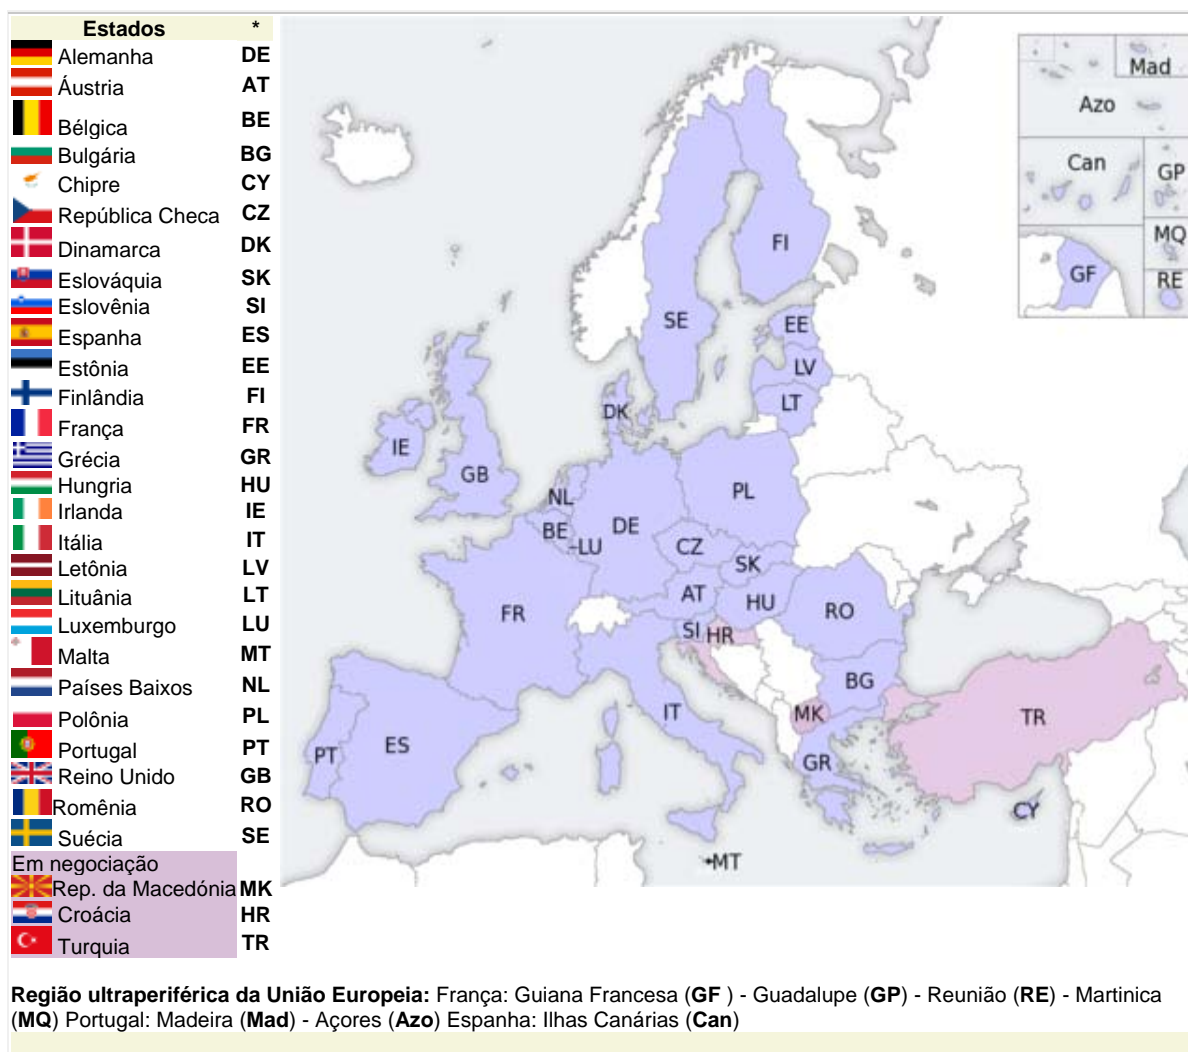 Estados *
Alemanha DE
Áustria AT
Bélgica BE
Bulgária BG
Chipre CY
República Checa CZ
Dinamarca DK
Eslováquia SK
Eslovênia SI
Espanha ES
Estônia EE
Finlândia FI
França FR
Grécia GR
Hungria HU
Irlanda IE
Itália IT
Letônia LV
Lituânia LT
Luxemburgo LU
Malta MT
Países Baixos NL
Polônia PL
Portugal PT
Reino Unido GB
Romênia RO
Suécia SE
Em negociação
Rep. da Macedónia MK
Croácia HR
Turquia TR
Mad
Azo
Can
GP
MQ
GF
RE
FI
SE
EE
LV
LT
DK
IE
GB
NL
PL
BE
DE
LU
CZ
SK
AT
HU
FR
RO
SI
HR
BG
IT
MK
TR
PT
ES
GR
CY
MT
Região ultraperiférica da União Europeia: França: Guiana Francesa (GF ) - Guadalupe (GP) - Reunião (RE) - Martinica
(MQ) Portugal: Madeira (Mad) - Açores (Azo) Espanha: Ilhas Canárias (Can)